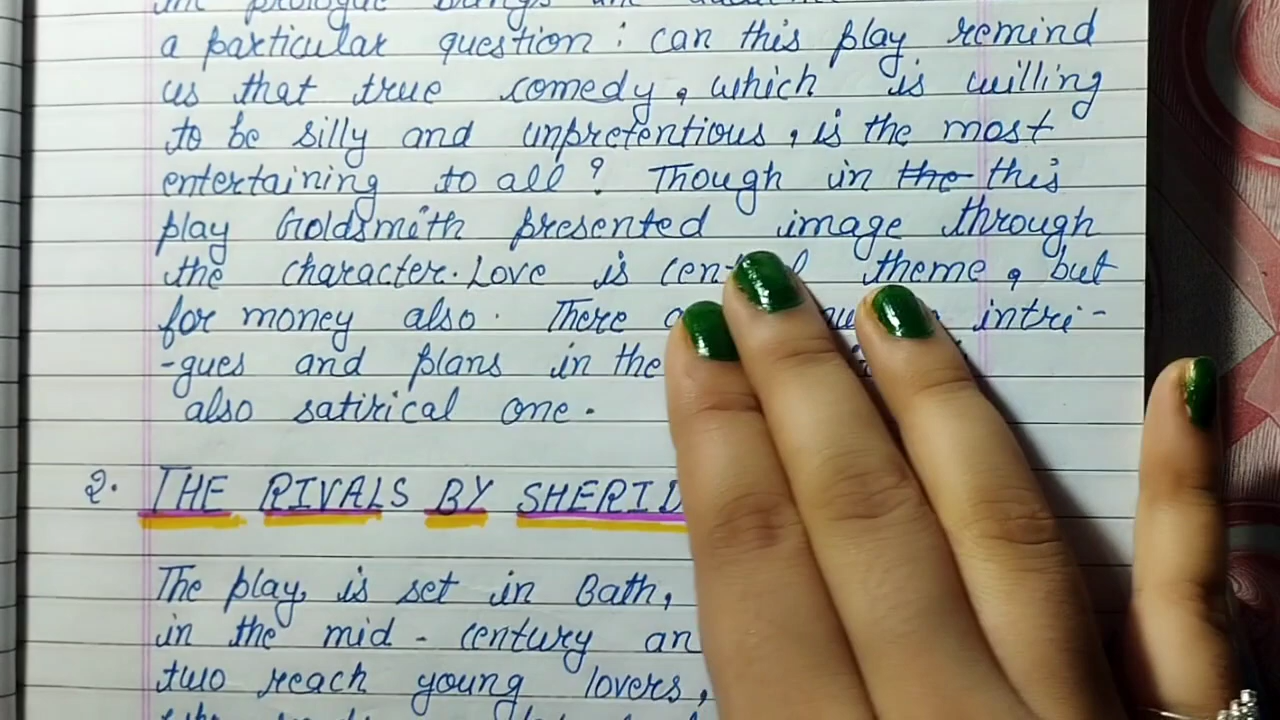 a particular question : can this play remind
us that true comedy, which is willing
to be silly and unpretentious, is the most
entertaining to all? Though in the this
play Goldsmith presented image through
the character. Love is theme, but
for money also. There intri-
-gues and plans in the
also satirical one.
2. THE RIVALS BY
The play, is set in Bath,
in the mid - century
two reach young lovers,